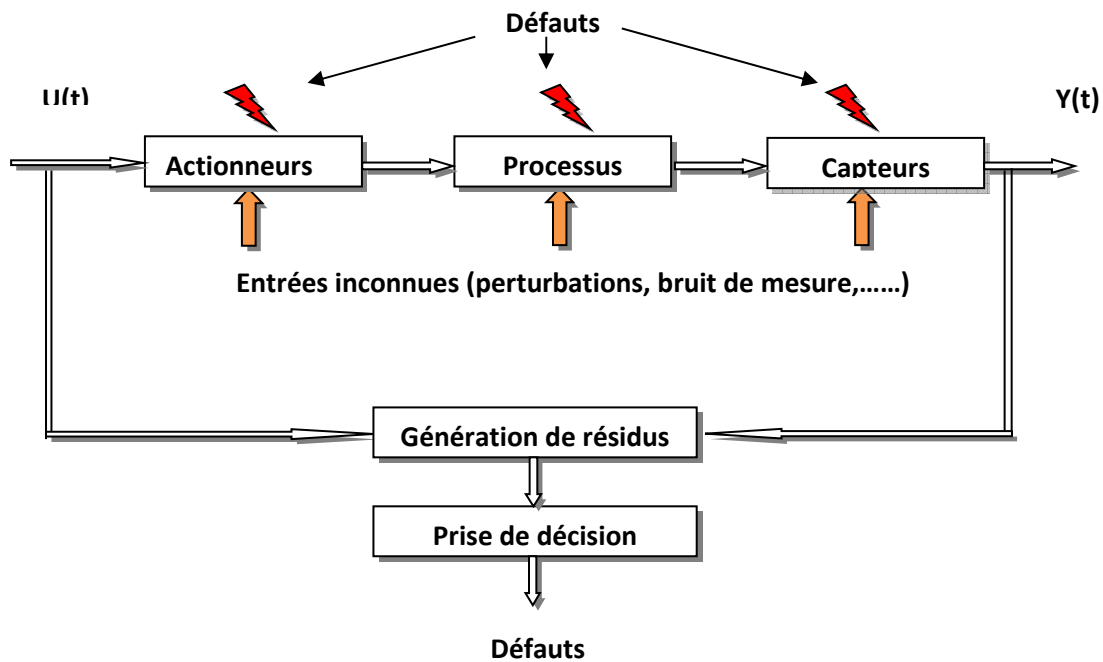 Défauts
U(t)
Y(t)
Actionneurs
Processus
Capteurs
Entrées inconnues (perturbations, bruit de mesure,……)
Génération de résidus
Prise de décision
Défauts